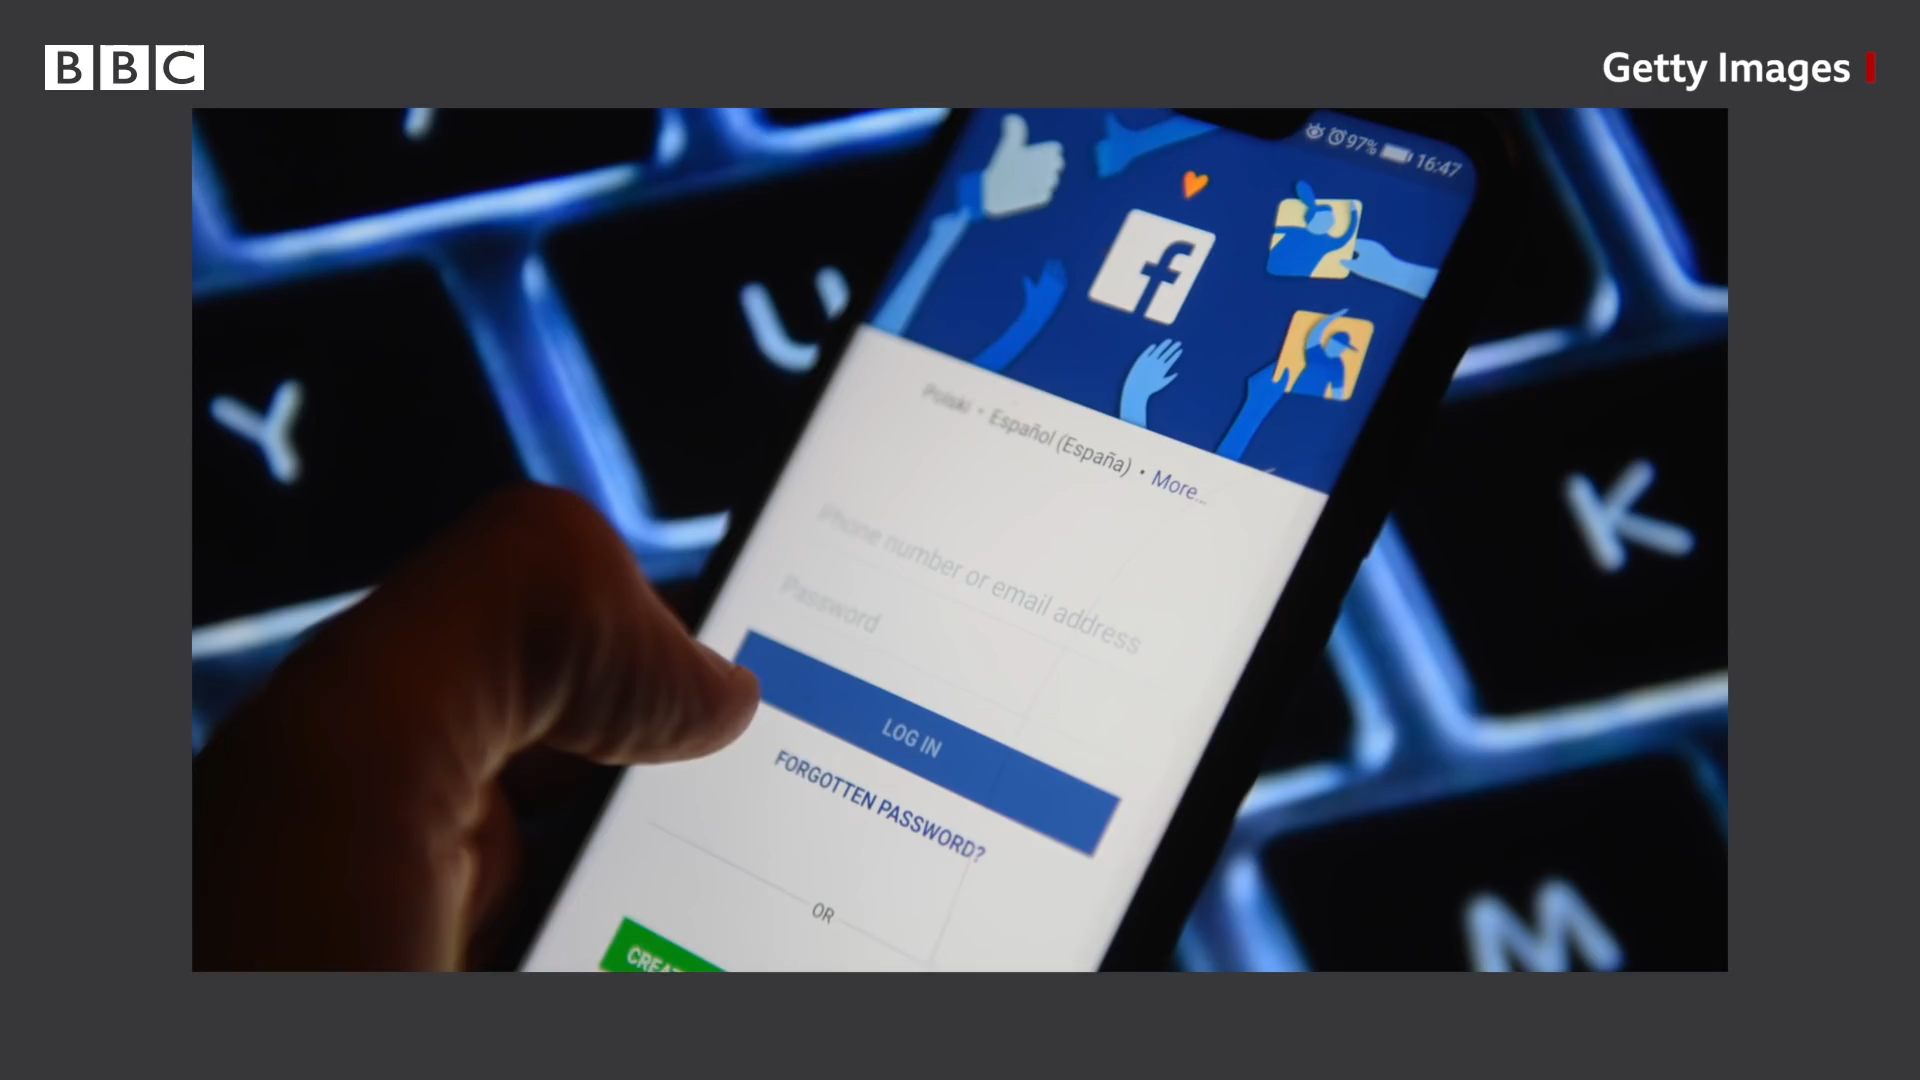 BBC
Getty Images
97% 16:47
f
Polski • Español (España) • More...
Phone number or email address
Password
LOG IN
FORGOTTEN PASSWORD?
OR
Y
U
K
M